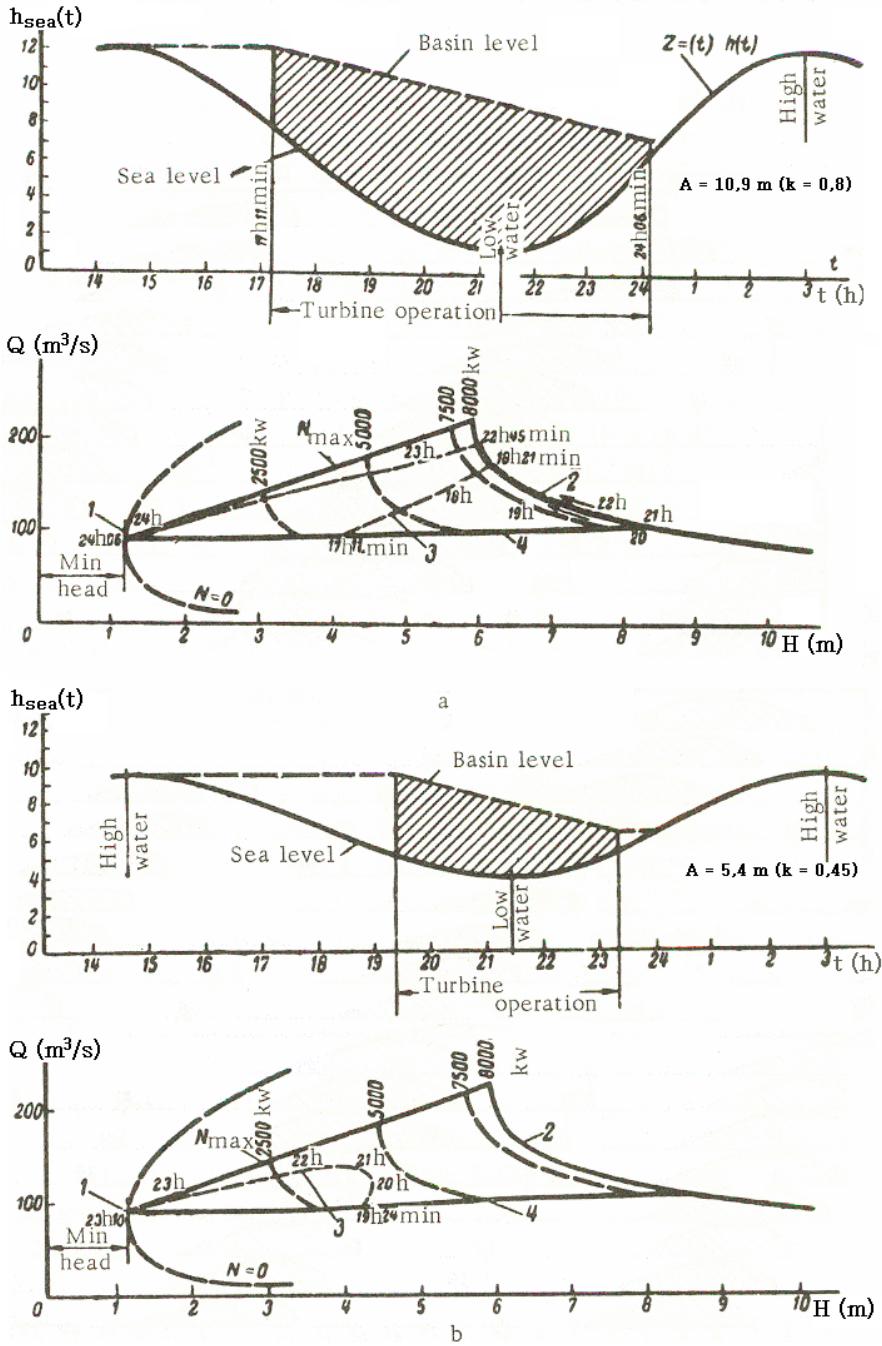 h_sea(t)
12
10
8
6
4
2
0
Basin level
Z=(t) h(t)
High
water
Sea level
A = 10,9 m (k = 0,8)
17h11min
Low
water
24h06min
14 15 16 17 18 19 20 21 22 23 24 1 2 3
t
t (h)
Turbine operation
Q (m³/s)
200
100
0
2500 kw
Nmax
5000
7500
8000 kw
23h
22h45min
18h21min
2
18h
19h
22h
21h
20
1
24h
24h06
17h11min
3
4
Min
head
N=0
0 1 2 3 4 5 6 7 8 9 10
H (m)
a
h_sea(t)
12
10
8
6
4
2
0
Basin level
High
water
Sea level
Low
water
High
water
A = 5,4 m (k = 0,45)
14 15 16 17 18 19 20 21 22 23 24 1 2 3
t (h)
Turbine
operation
Q (m³/s)
200
100
0
Nmax
2500 kw
5000
7500
8000
kw
2
22h
21h
20h
23h
1
23h10
3
19h24min
4
Min
head
N=0
0 1 2 3 4 5 6 7 8 9 10
H (m)
b